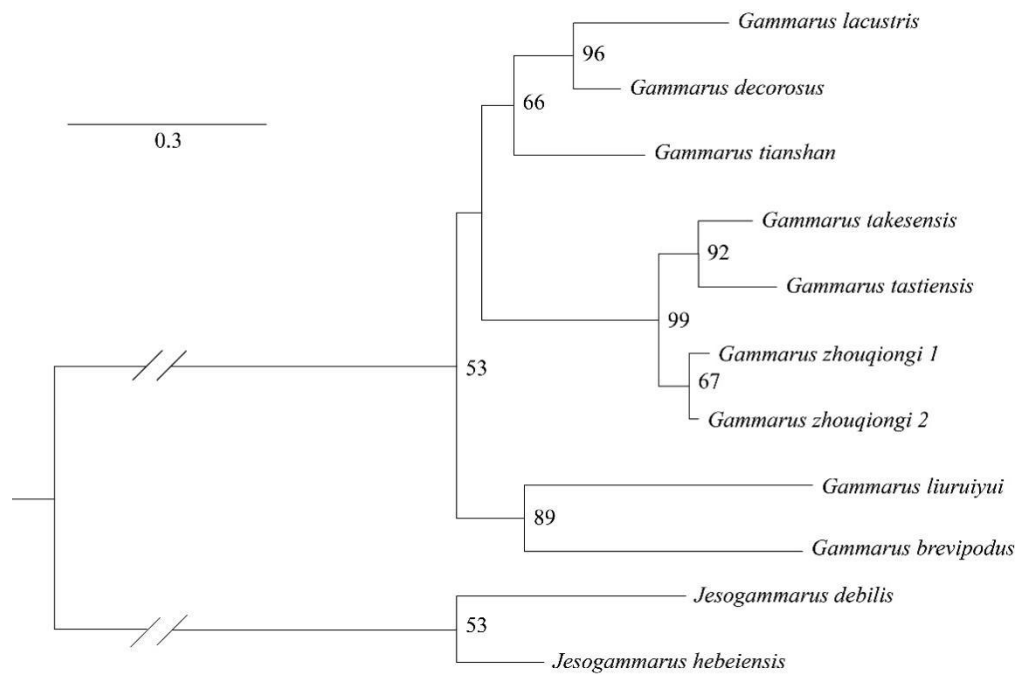 Gammarus lacustris
96
Gammarus decorosus
66
0.3
Gammarus tianshan
Gammarus takesensis
92
Gammarus tastiensis
99
Gammarus zhouqiongi 1
53
67
Gammarus zhouqiongi 2
Gammarus liuruiyui
89
Gammarus brevipodus
Jesogammarus debilis
53
Jesogammarus hebeiensis